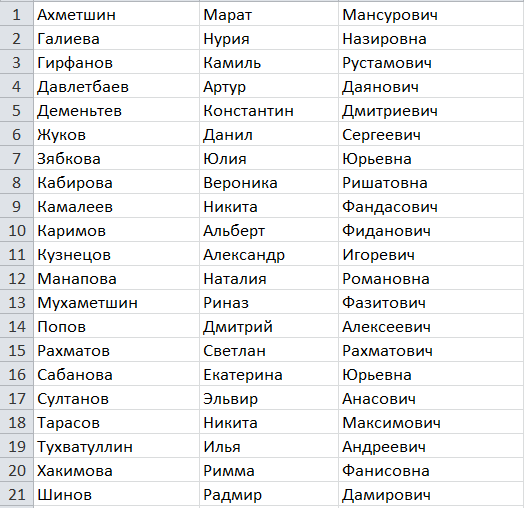 1 Ахметшин Марат Мансурович
2 Галиева Нурия Назировна
3 Гирфанов Камиль Рустамович
4 Давлетбаев Артур Даянович
5 Деменьтев Константин Дмитриевич
6 Жуков Данил Сергеевич
7 Зябкова Юлия Юрьевна
8 Кабирова Вероника Ришатовна
9 Камалеев Никита Фандасович
10 Каримов Альберт Фиданович
11 Кузнецов Александр Игоревич
12 Манапова Наталия Романовна
13 Мухаметшин Риназ Фазитович
14 Попов Дмитрий Алексеевич
15 Рахматов Светлан Рахматович
16 Сабанова Екатерина Юрьевна
17 Султанов Эльвир Анасович
18 Тарасов Никита Максимович
19 Тухватуллин Илья Андреевич
20 Хакимова Римма Фанисовна
21 Шинов Радмир Дамирович